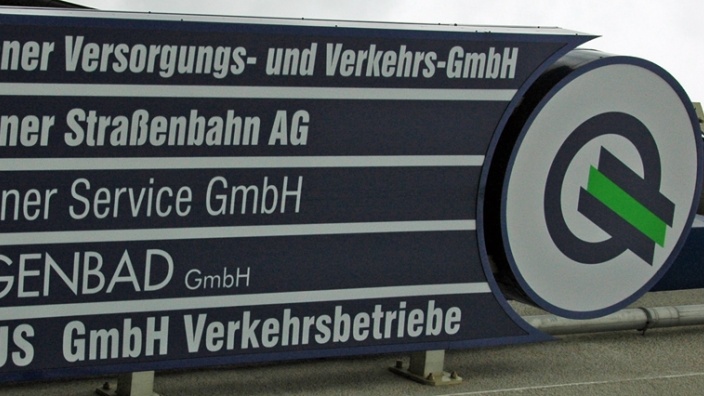 ner Versorgungs- und Verkehrs-GmbH
ner Straßenbahn AG
ner Service GmbH
GENBAD GmbH
US GmbH Verkehrsbetriebe